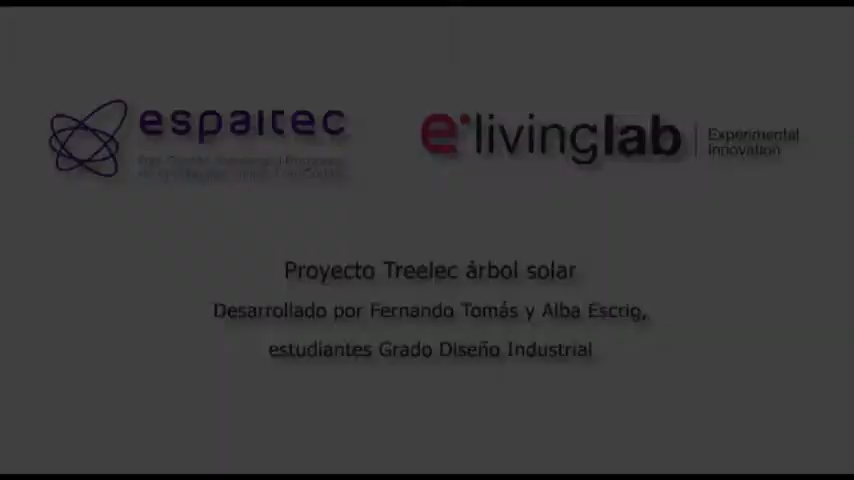 espaitec
e·livinglab
Experimental
Innovation
Proyecto Treelec árbol solar
Desarrollado por Fernando Tomás y Alba Escrig,
estudiantes Grado Diseño Industrial